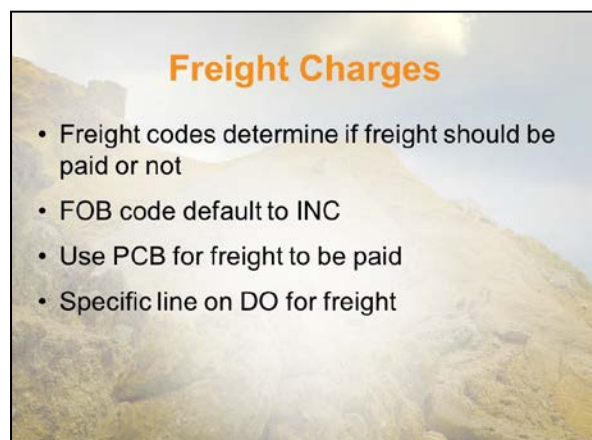 Freight Charges
• Freight codes determine if freight should be
paid or not
• FOB code default to INC
• Use PCB for freight to be paid
• Specific line on DO for freight